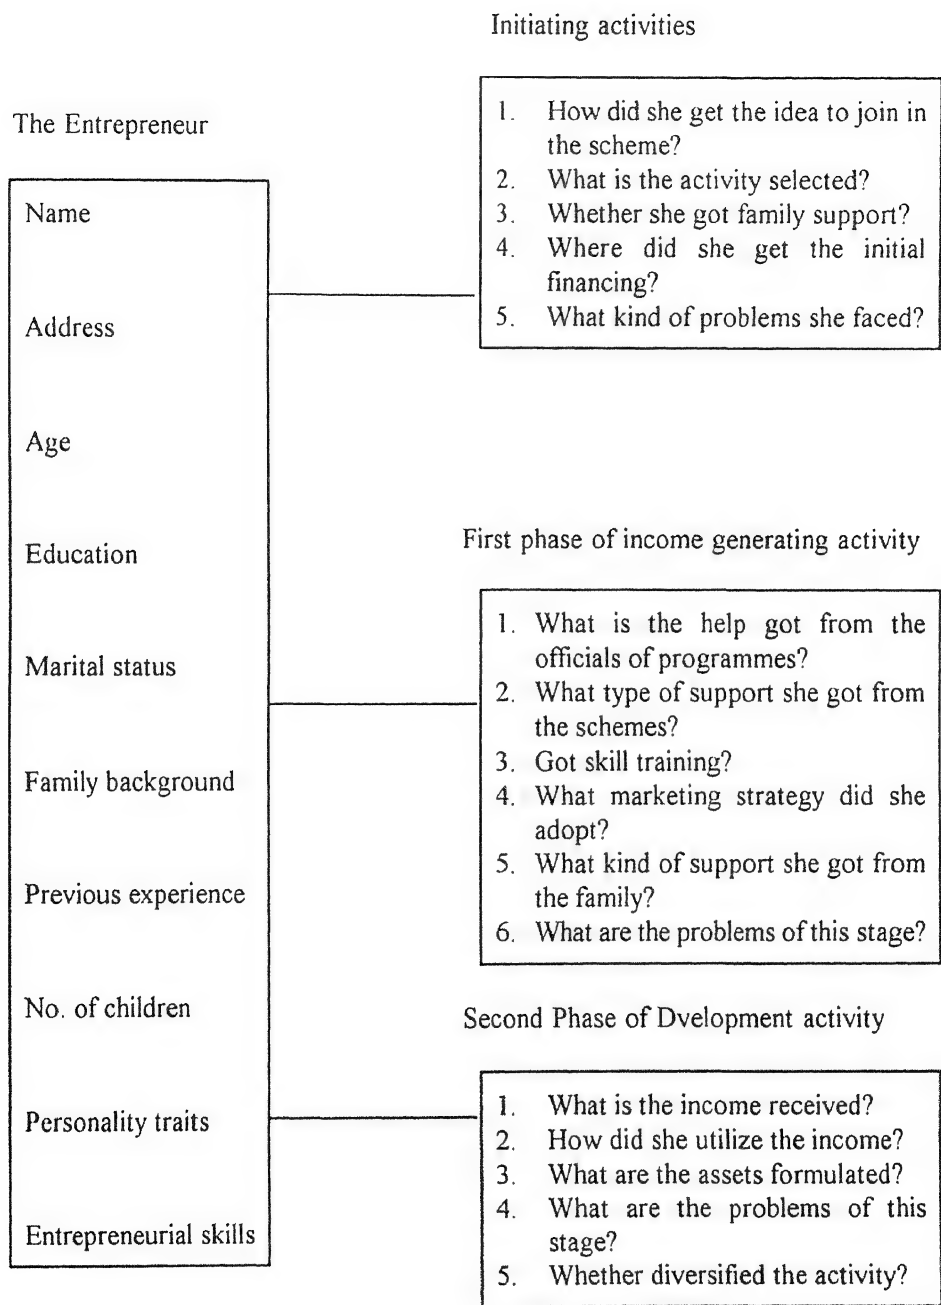 The Entrepreneur
Name
Address
Age
Education
Marital status
Family background
Previous experience
No. of children
Personality traits
Entrepreneurial skills
Initiating activities
1. How did she get the idea to join in
the scheme?
2. What is the activity selected?
3. Whether she got family support?
4. Where did she get the initial
financing?
5. What kind of problems she faced?
First phase of income generating activity
1. What is the help got from the
officials of programmes?
2. What type of support she got from
the schemes?
3. Got skill training?
4. What marketing strategy did she
adopt?
5. What kind of support she got from
the family?
6. What are the problems of this stage?
Second Phase of Dvelopment activity
1. What is the income received?
2. How did she utilize the income?
3. What are the assets formulated?
4. What are the problems of this
stage?
5. Whether diversified the activity?